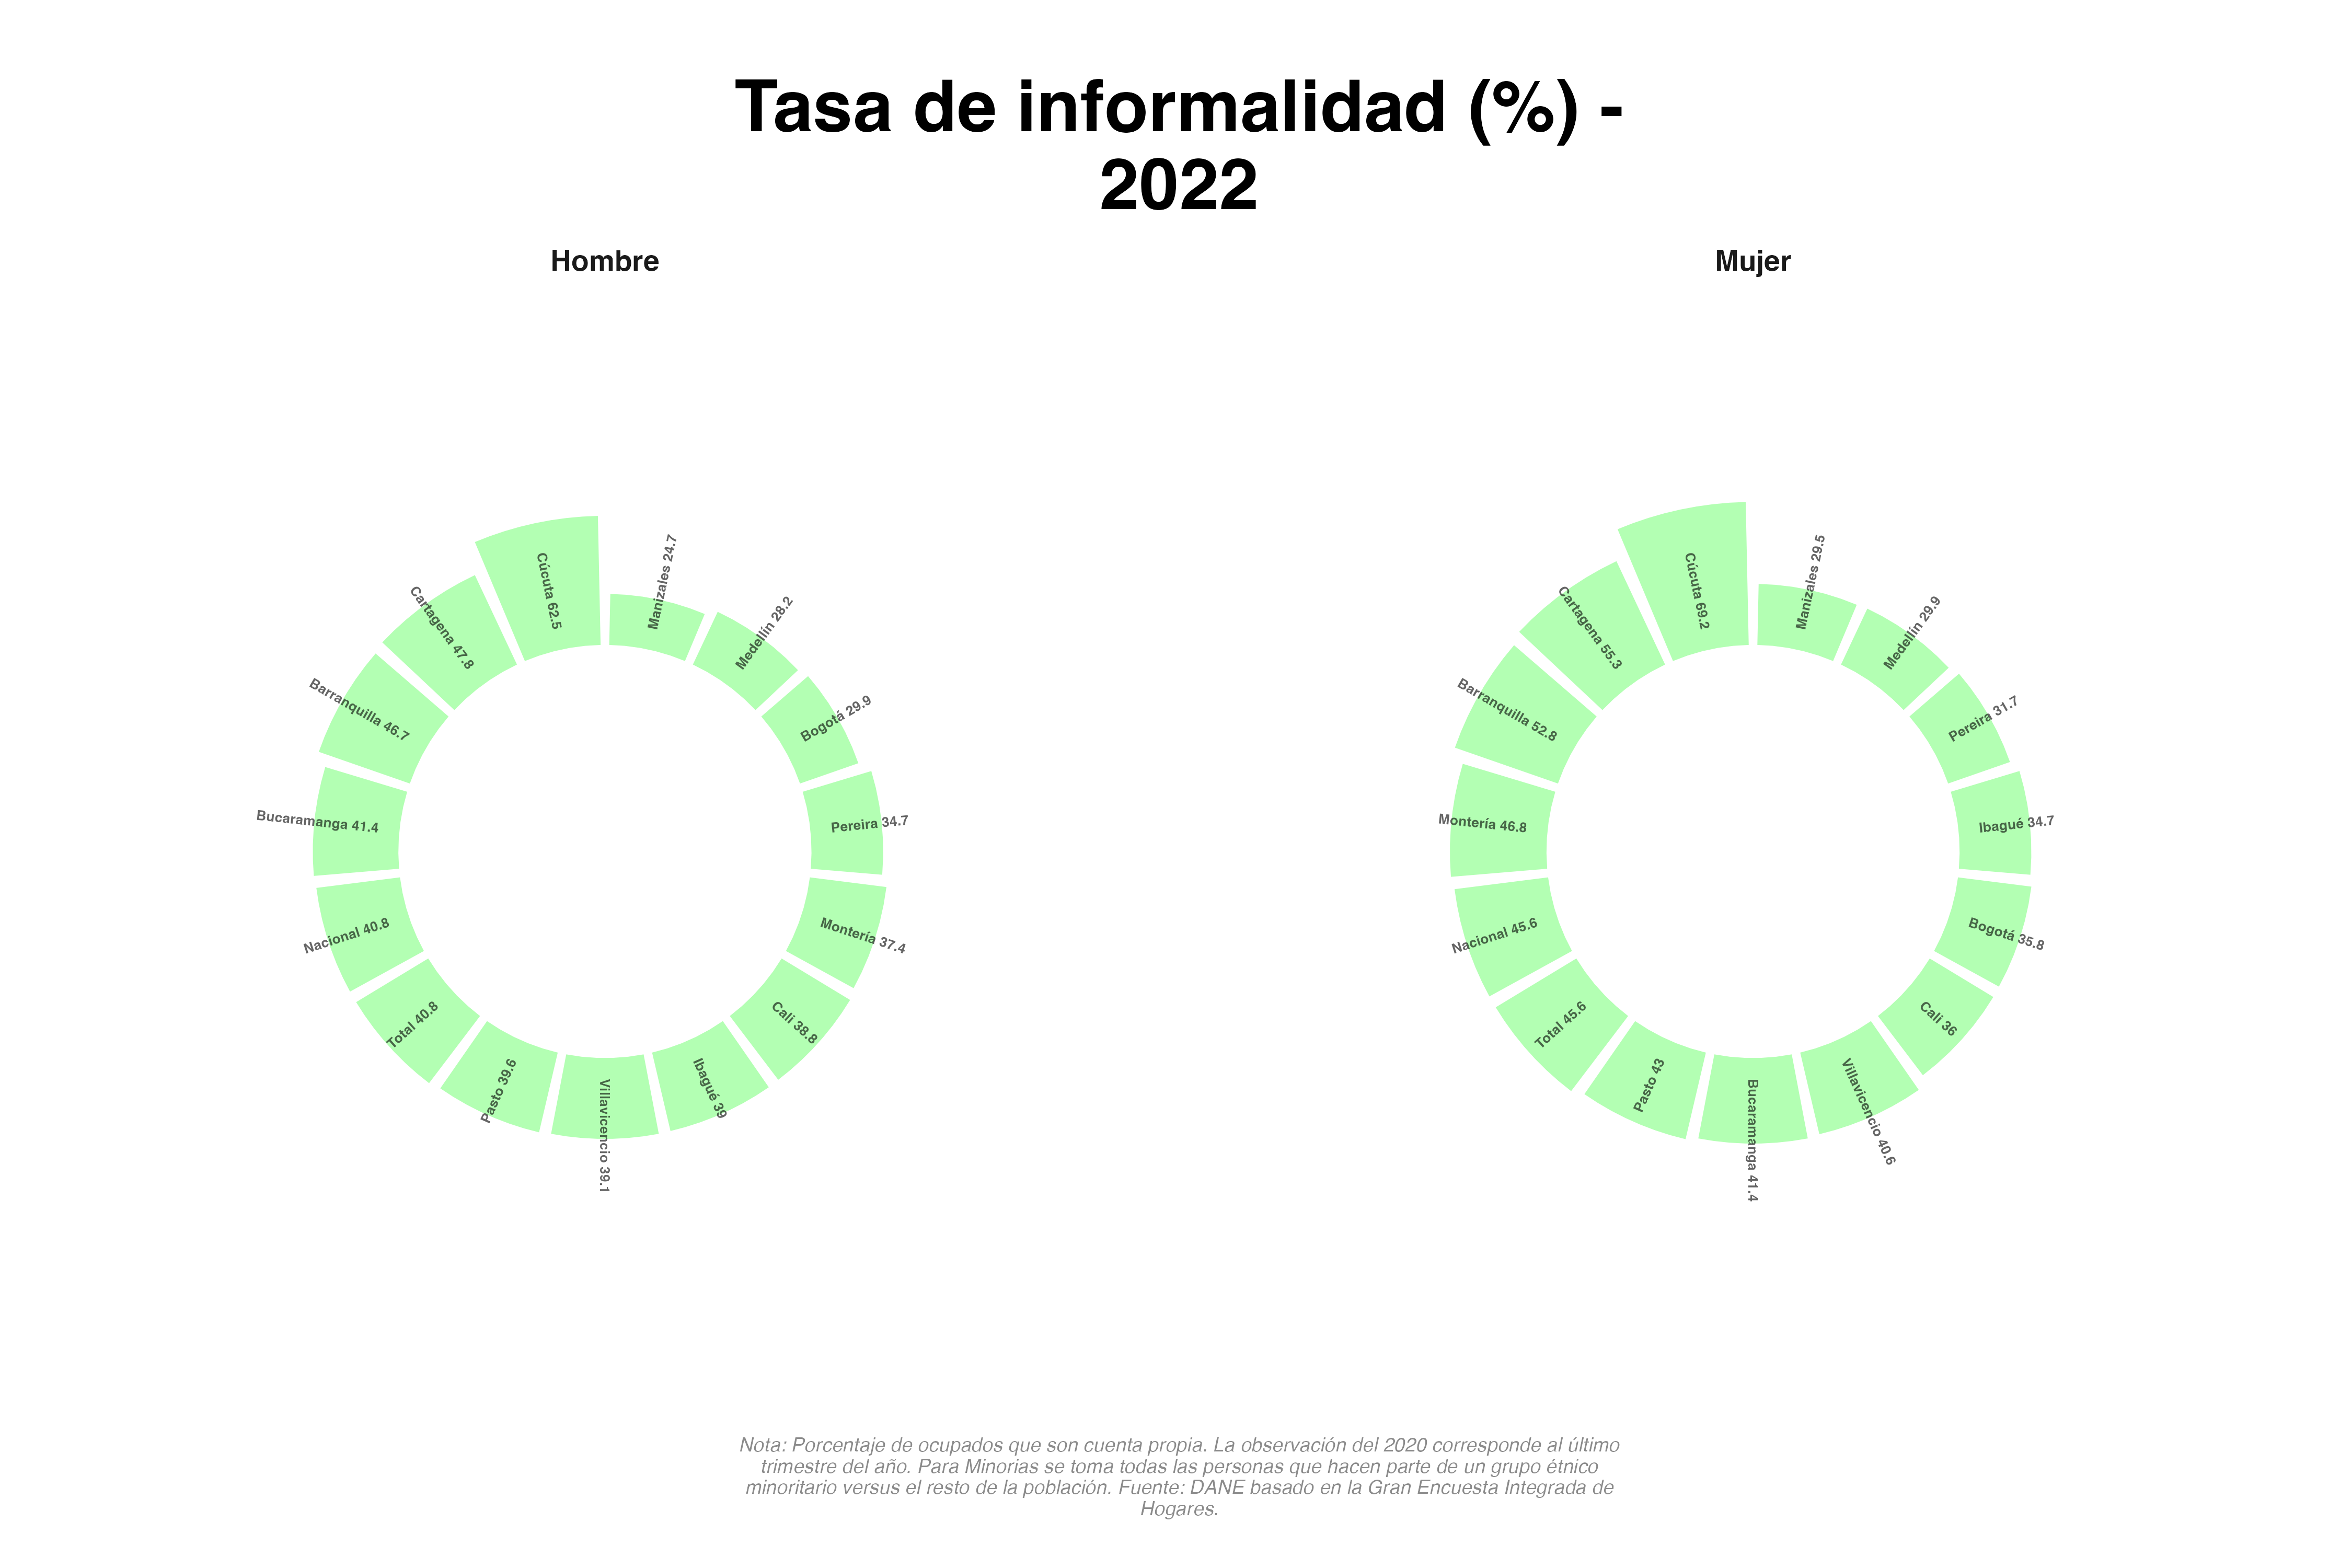 Tasa de informalidad (%) -
2022
Hombre
Manizales 24.7
Medellín 28.2
Bogotá 29.9
Pereira 34.7
Montería 37.4
Cali 38.8
Ibagué 39
Villavicencio 39.1
Pasto 39.6
Total 40.8
Nacional 40.8
Bucaramanga 41.4
Barranquilla 46.7
Cartagena 47.8
Cúcuta 62.5
Mujer
Manizales 29.5
Medellín 29.9
Pereira 31.7
Ibagué 34.7
Bogotá 35.8
Cali 36
Villavicencio 40.6
Bucaramanga 41.4
Pasto 43
Total 45.6
Nacional 45.6
Montería 46.8
Barranquilla 52.8
Cartagena 55.3
Cúcuta 69.2
Nota: Porcentaje de ocupados que son cuenta propia. La observación del 2020 corresponde al último
trimestre del año. Para Minorias se toma todas las personas que hacen parte de un grupo étnico
minoritario versus el resto de la población. Fuente: DANE basado en la Gran Encuesta Integrada de
Hogares.